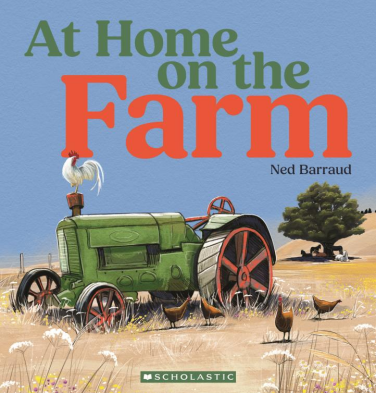 At Home
on the
Farm
Ned Barraud
SCHOLASTIC